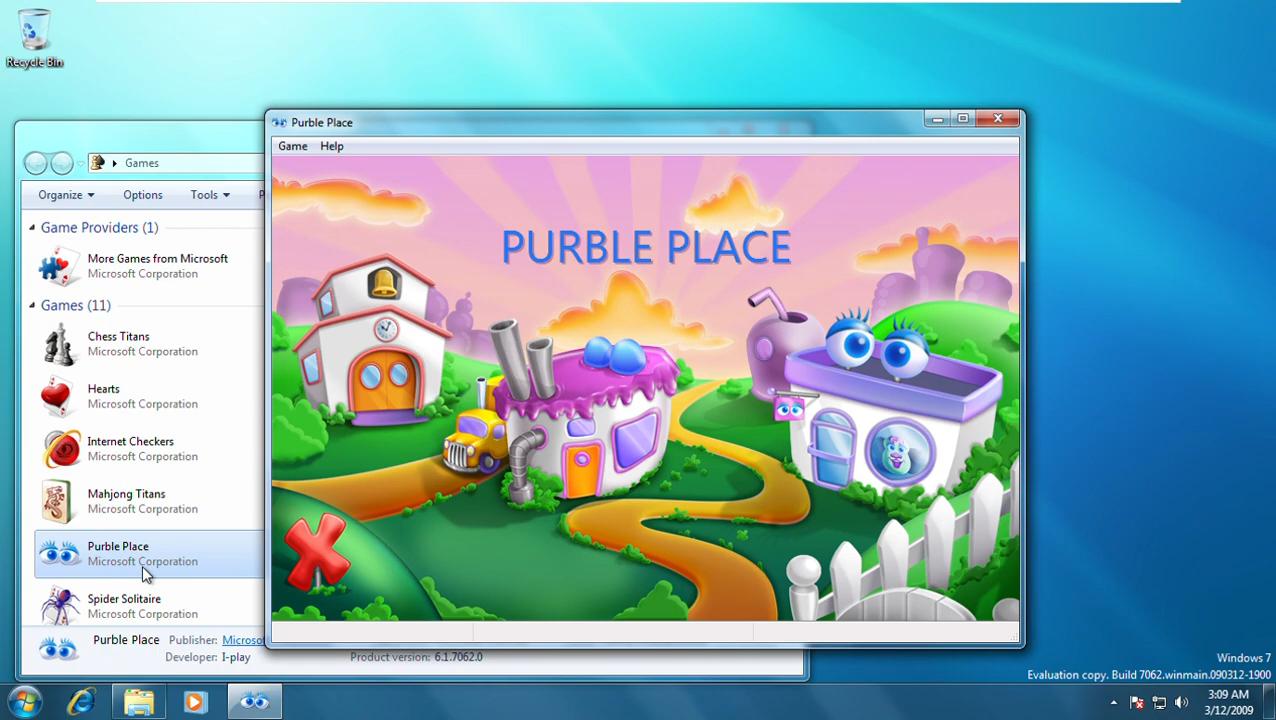 Recycle Bin
Purble Place
Game Help
Games
Organize Options Tools P
Game Providers (1)
More Games from Microsoft
Microsoft Corporation
Games (11)
Chess Titans
Microsoft Corporation
Hearts
Microsoft Corporation
Internet Checkers
Microsoft Corporation
Mahjong Titans
Microsoft Corporation
Purble Place
Microsoft Corporation
Spider Solitaire
Microsoft Corporation
Purble Place Publisher: Microso
Developer: I-play Product version: 6.1.7062.0
PURBLE PLACE
Windows 7
Evaluation copy. Build 7062.winmain.090312-1900
3:09 AM
3/12/2009